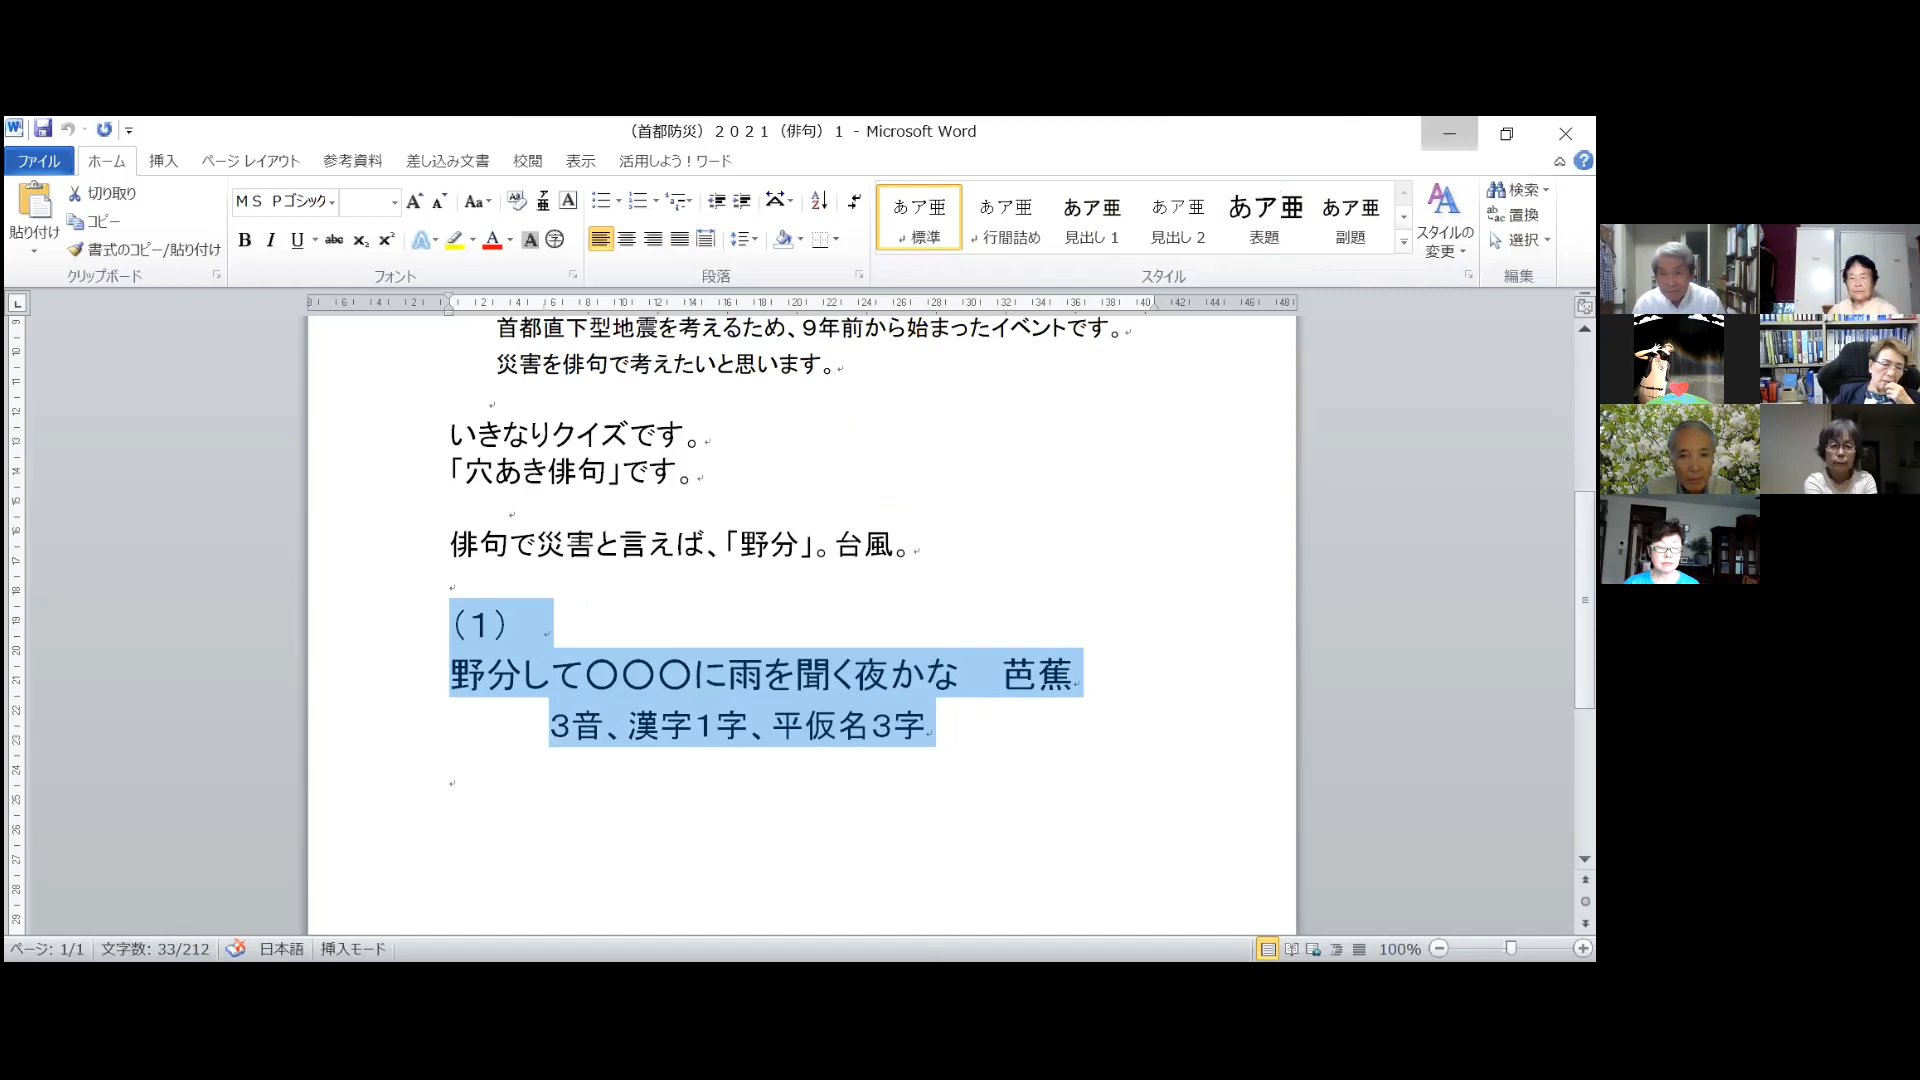 （首都防災）２０２１（俳句）１ - Microsoft Word
ファイル ホーム 挿入 ページ レイアウト 参考資料 差し込み文書 校閲 表示 活用しよう！ワード
貼り付け
切り取り
コピー
書式のコピー/貼り付け
クリップボード
ＭＳ Ｐゴシック
フォント
段落
あア亜 標準
あア亜 行間詰め
あア亜 見出し 1
あア亜 見出し 2
あア亜 表題
あア亜 副題
スタイルの変更
スタイル
検索
置換
選択
編集
首都直下型地震を考えるため、９年前から始まったイベントです。
災害を俳句で考えたいと思います。
いきなりクイズです。
「穴あき俳句」です。
俳句で災害と言えば、「野分」。台風。
（１）
野分して〇〇〇に雨を聞く夜かな　芭蕉
３音、漢字１字、平仮名３字
ページ: 1/1 文字数: 33/212 日本語 挿入モード 100%